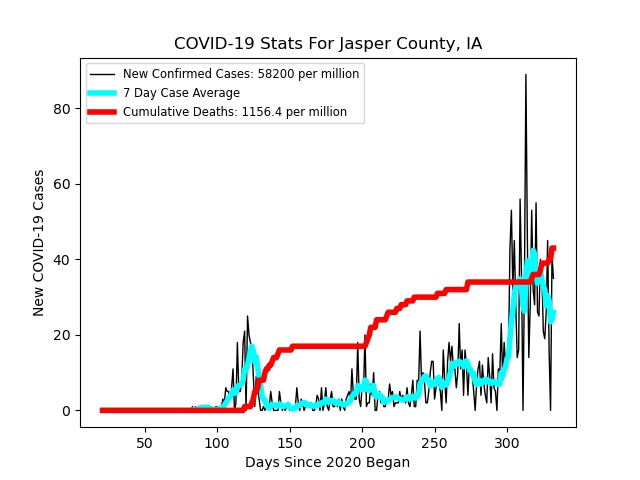 COVID-19 Stats For Jasper County, IA
New Confirmed Cases: 58200 per million
7 Day Case Average
Cumulative Deaths: 1156.4 per million
New COVID-19 Cases
80
60
40
20
0
50 100 150 200 250 300
Days Since 2020 Began